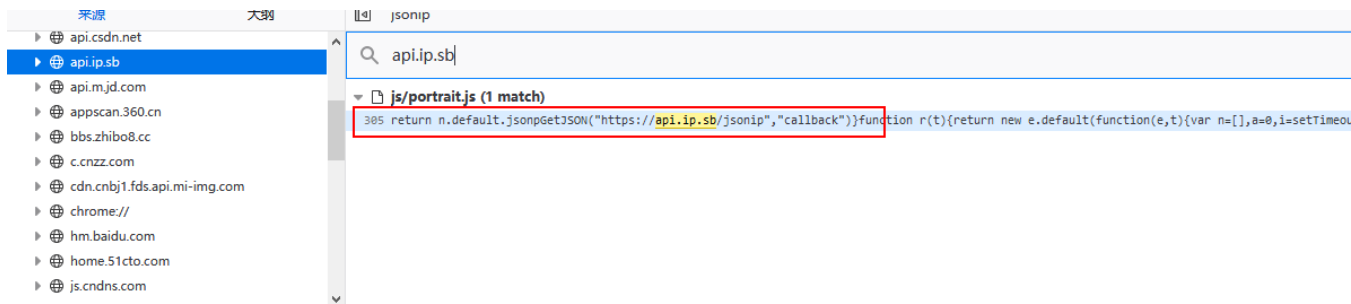 来源 大纲 jsonip
api.csdn.net
api.ip.sb
api.m.jd.com
appscan.360.cn
bbs.zhibo8.cc
c.cnzz.com
cdn.cnbj1.fds.api.mi-img.com
chrome://
hm.baidu.com
home.51cto.com
js.cndns.com
api.ip.sb
js/portrait.js (1 match)
305 return n.default.jsonpGetJSON("https://api.ip.sb/jsonip","callback")}function r(t){return new e.default(function(e,t){var n=[],a=0,i=setTimeou